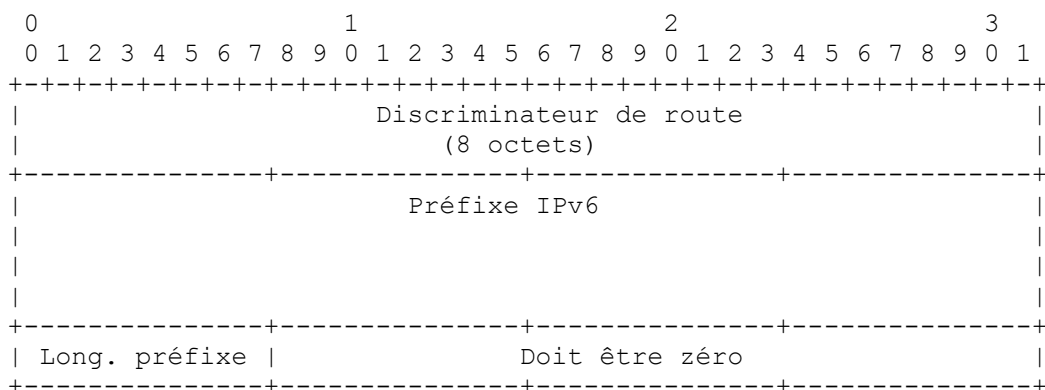 0                   1                   2                   3
 0 1 2 3 4 5 6 7 8 9 0 1 2 3 4 5 6 7 8 9 0 1 2 3 4 5 6 7 8 9 0 1
+-+-+-+-+-+-+-+-+-+-+-+-+-+-+-+-+-+-+-+-+-+-+-+-+-+-+-+-+-+-+-+-+
|                      Discriminateur de route                  |
|                          (8 octets)                           |
+---------------+---------------+---------------+---------------+
|                        Préfixe IPv6                           |
|                                                               |
|                                                               |
|                                                               |
+---------------+---------------+---------------+---------------+
| Long. préfixe |               Doit être zéro                  |
+---------------+---------------+---------------+---------------+